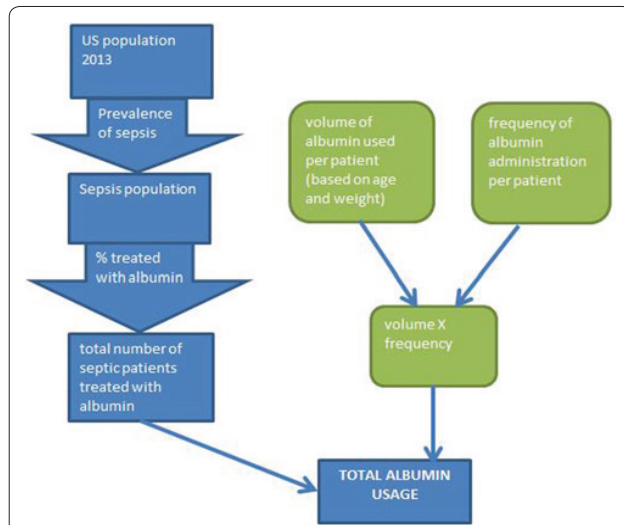 US population
2013
Prevalence
of sepsis
Sepsis population
% treated
with albumin
total number of
septic patients
treated with
albumin
volume of
albumin used
per patient
(based on age
and weight)
frequency of
albumin
administration
per patient
volume X
frequency
TOTAL ALBUMIN
USAGE